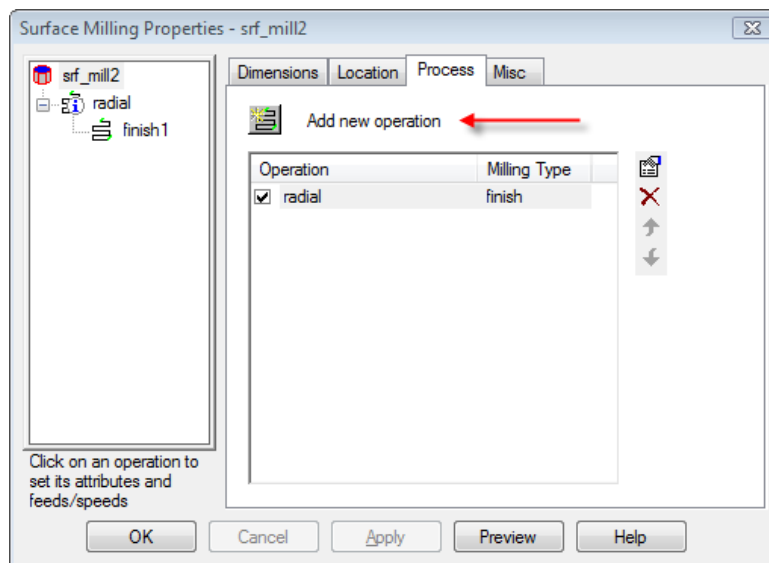 Surface Milling Properties - srf_mill2
srf_mill2
radial
finish1
Click on an operation to
set its attributes and
feeds/speeds
Dimensions Location Process Misc
Add new operation
Operation Milling Type
radial finish
OK Cancel Apply Preview Help